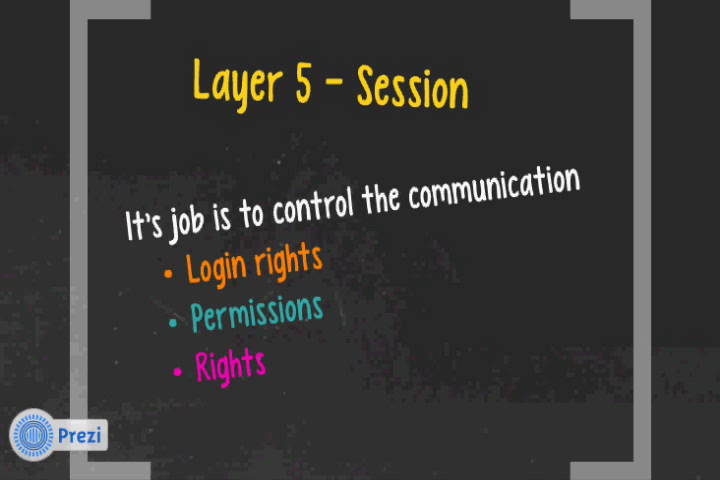 Layer 5 - Session
It's job is to control the communication
• Login rights
• Permissions
• Rights
Prezi